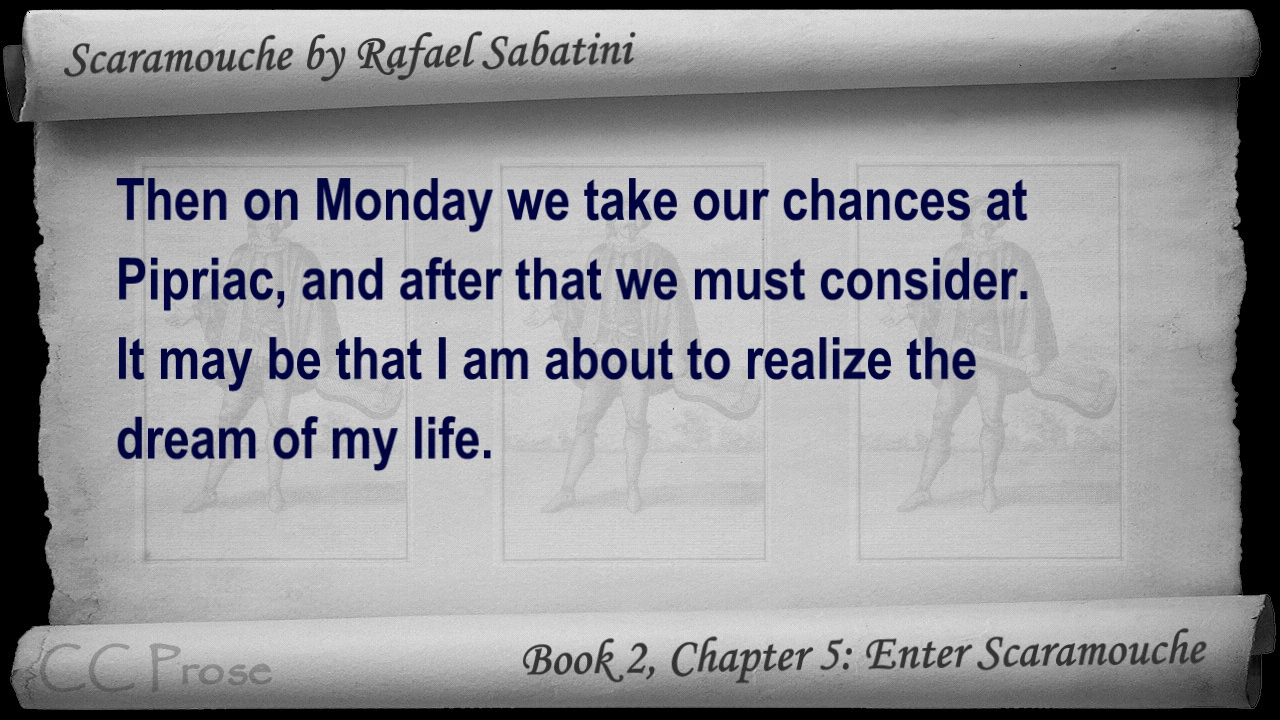 Scaramouche by Rafael Sabatini
Then on Monday we take our chances at
Pipriac, and after that we must consider.
It may be that I am about to realize the
dream of my life.
CC Prose
Book 2, Chapter 5: Enter Scaramouche